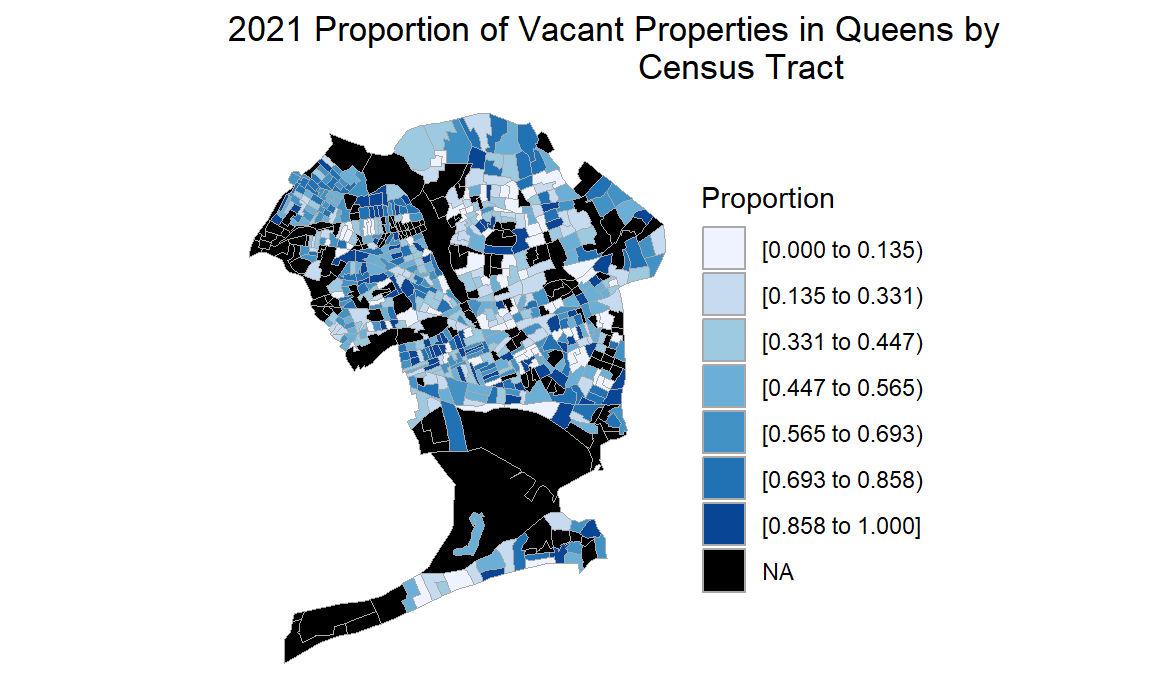 2021 Proportion of Vacant Properties in Queens by
Census Tract
Proportion
[0.000 to 0.135)
[0.135 to 0.331)
[0.331 to 0.447)
[0.447 to 0.565)
[0.565 to 0.693)
[0.693 to 0.858)
[0.858 to 1.000]
NA